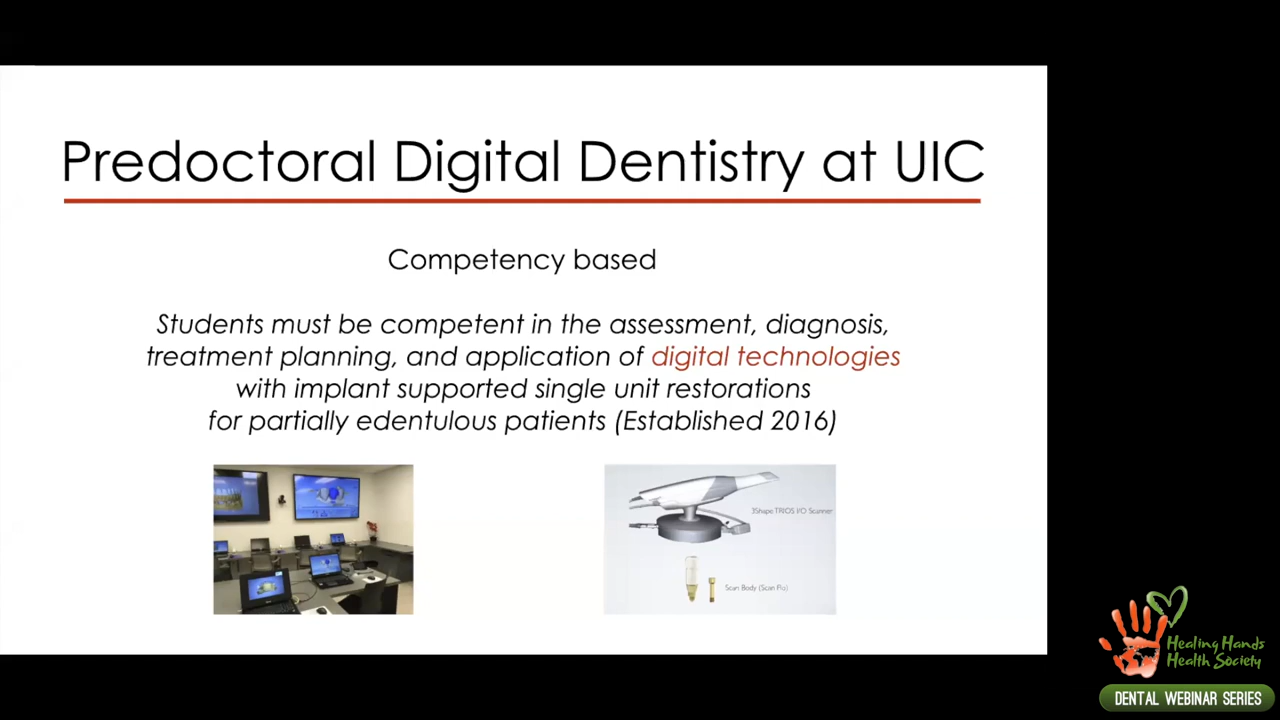 Predoctoral Digital Dentistry at UIC
Competency based
Students must be competent in the assessment, diagnosis,
treatment planning, and application of digital technologies
with implant supported single unit restorations
for partially edentulous patients (Established 2016)
3Shape TRIOS I/O Scanner
Scan Body (Scan Flu)
Healing Hands
Health Society
DENTAL WEBINAR SERIES